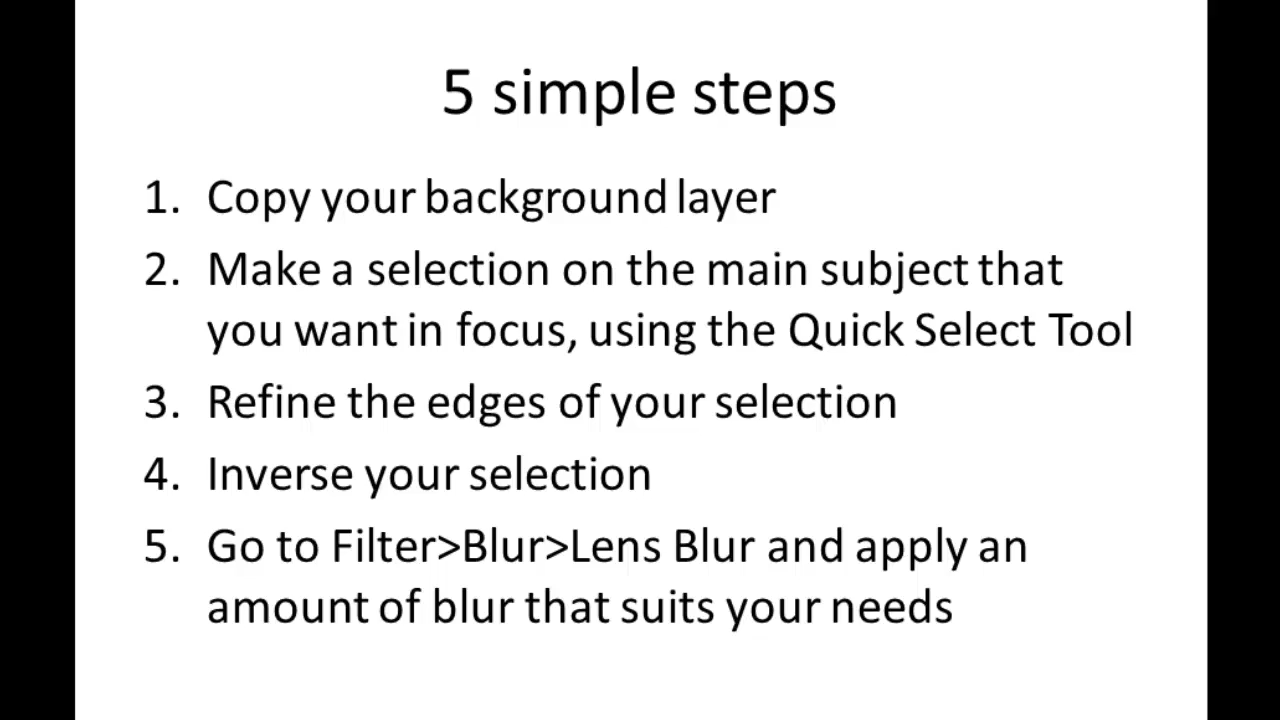 5 simple steps
1. Copy your background layer
2. Make a selection on the main subject that
you want in focus, using the Quick Select Tool
3. Refine the edges of your selection
4. Inverse your selection
5. Go to Filter>Blur>Lens Blur and apply an
amount of blur that suits your needs